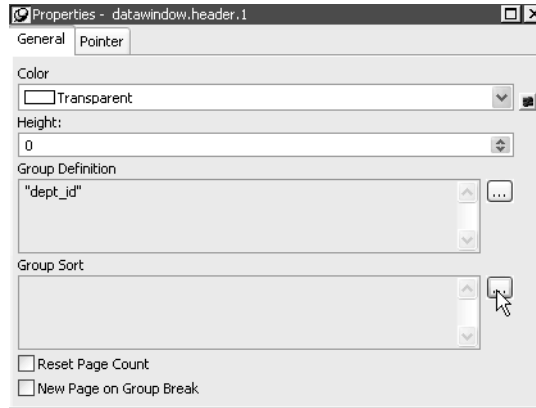 Properties -  datawindow.header.1
General Pointer
Color
Transparent
Height:
0
Group Definition
"dept_id"
...
Group Sort
...
Reset Page Count
New Page on Group Break